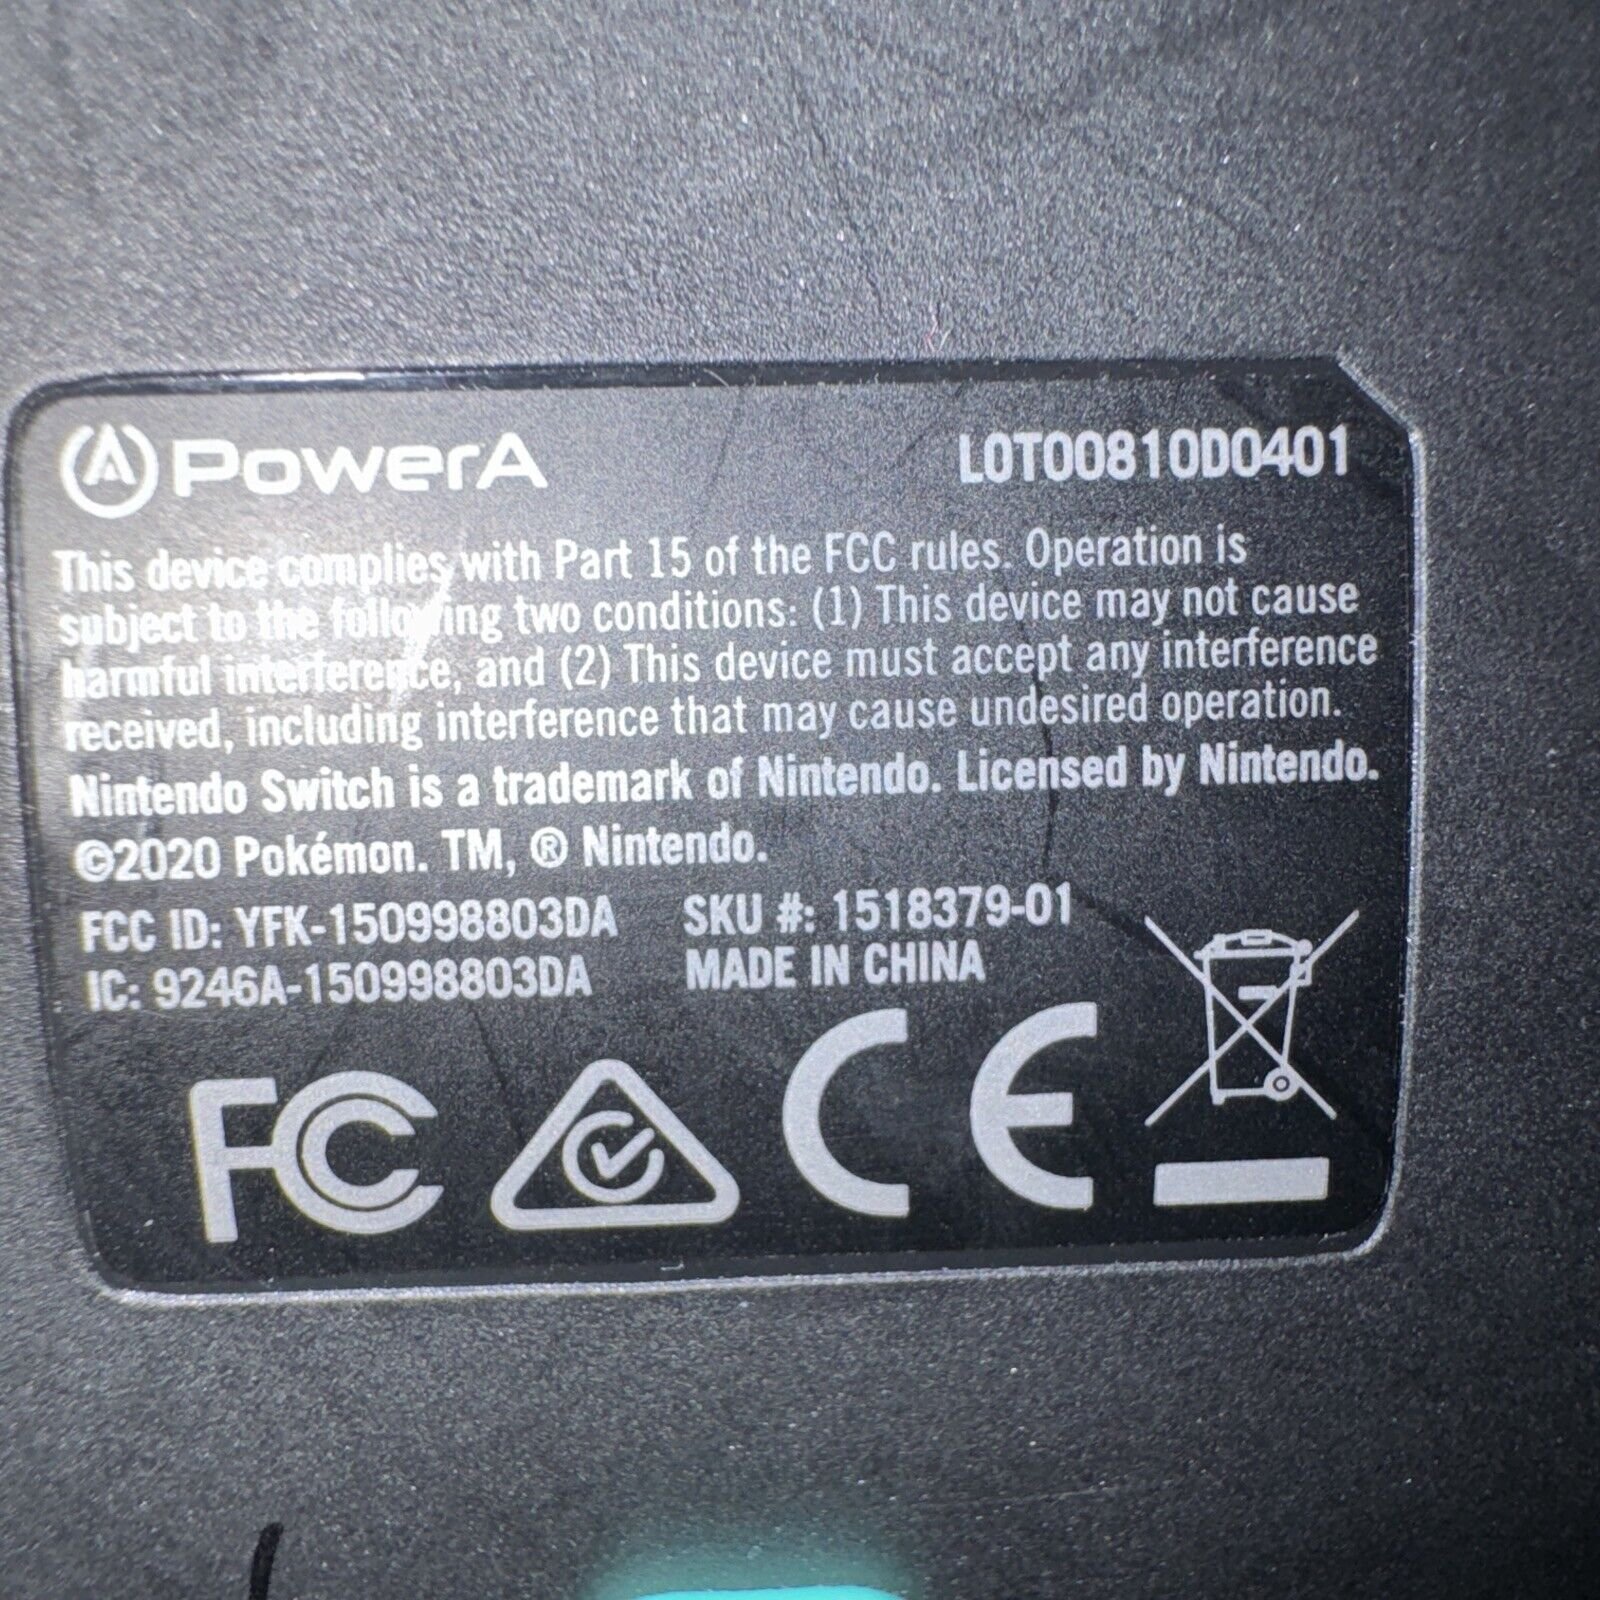 PowerA
LOT00810D0401
This device complies with Part 15 of the FCC rules. Operation is
subject to the following two conditions: (1) This device may not cause
harmful interference, and (2) This device must accept any interference
received, including interference that may cause undesired operation.
Nintendo Switch is a trademark of Nintendo. Licensed by Nintendo.
©2020 Pokémon. TM, ® Nintendo.
FCC ID: YFK-150998803DA
SKU #: 1518379-01
IC: 9246A-150998803DA
MADE IN CHINA
FC CE